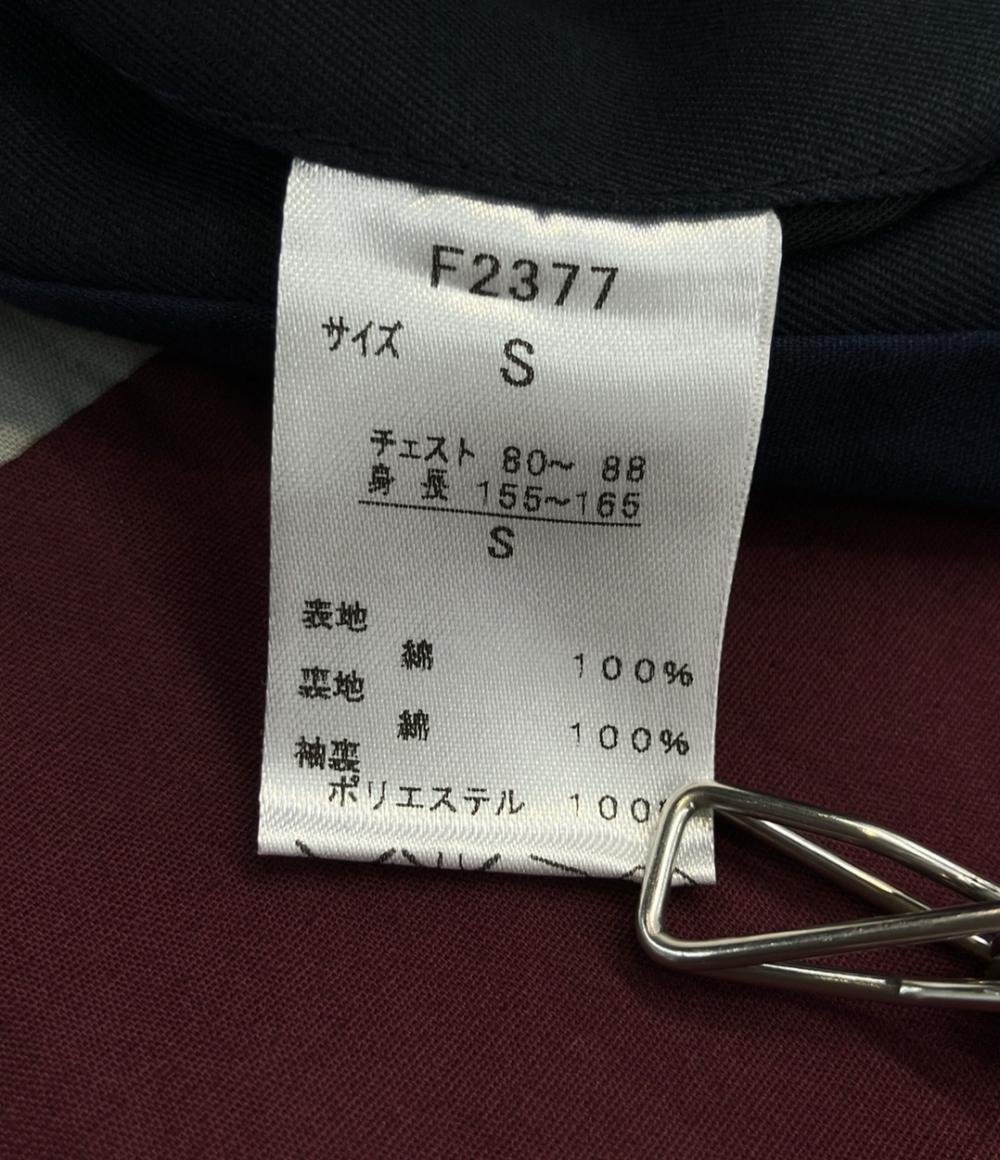 F2377
サイズ S
チェスト 80～ 88
身 長 155～165
S
表地
綿 100%
裏地
綿 100%
袖裏
ポリエステル 100%